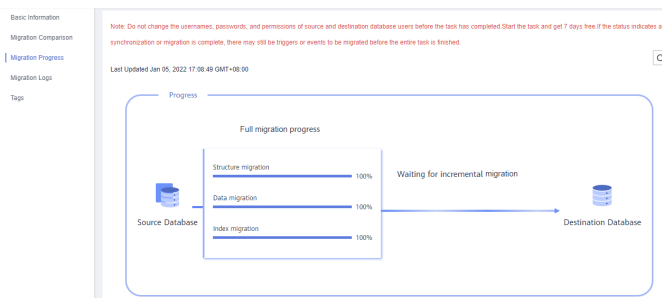 Basic Information
Migration Comparison
Migration Progress
Migration Logs
Tags
Note: Do not change the usernames, passwords, and permissions of source and destination database users before the task has completed.Start the task and get 7 days free.If the status indicates a
synchronization or migration is complete, there may still be triggers or events to be migrated before the entire task is finished.
Last Updated Jan 05, 2022 17:08:49 GMT+08:00
Progress
Full migration progress
Structure migration
100%
Waiting for incremental migration
Data migration
100%
Source Database
Destination Database
Index migration
100%